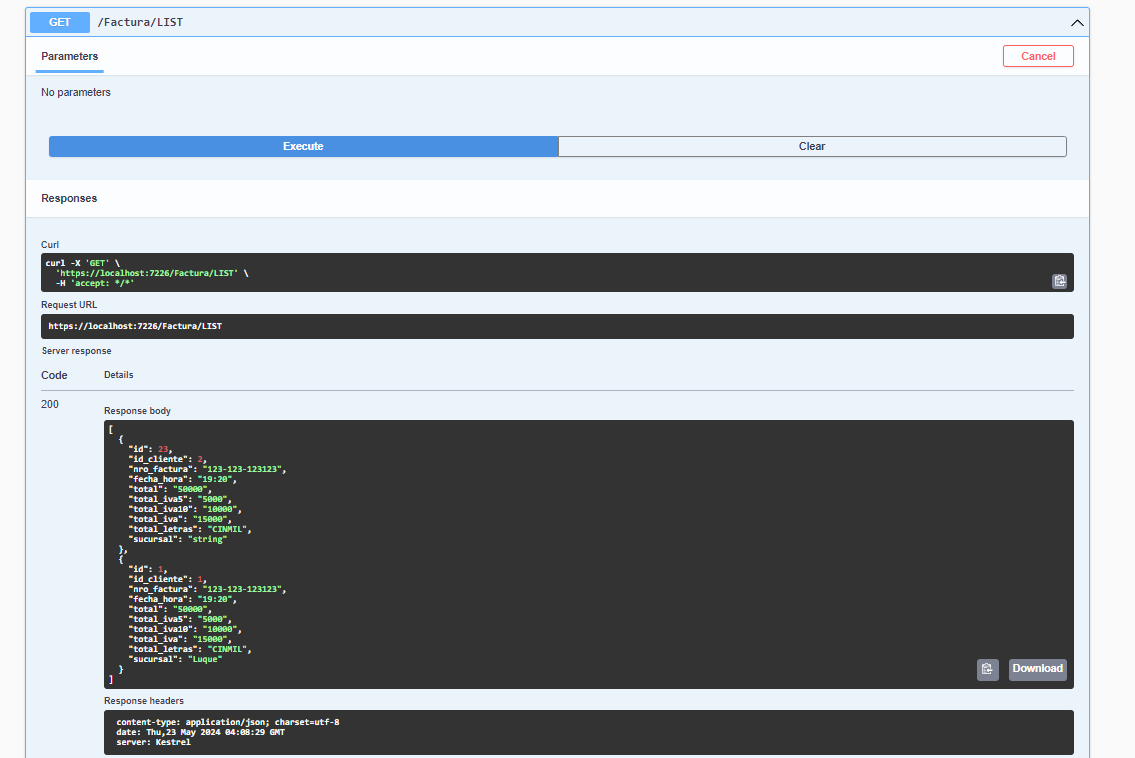 GET /Factura/LIST
Parameters
Cancel
No parameters
Execute
Clear
Responses
Curl
curl -X 'GET' \
  'https://localhost:7226/Factura/LIST' \
  -H 'accept: */*'
Request URL
https://localhost:7226/Factura/LIST
Server response
Code Details
200
Response body
[
  {
    "id": 23,
    "id_cliente": 2,
    "nro_factura": "123-123-123123",
    "fecha_hora": "19:20",
    "total": "50000",
    "total_iva5": "5000",
    "total_iva10": "10000",
    "total_iva": "15000",
    "total_letras": "CINMIL",
    "sucursal": "string"
  },
  {
    "id": 1,
    "id_cliente": 1,
    "nro_factura": "123-123-123123",
    "fecha_hora": "19:20",
    "total": "50000",
    "total_iva5": "5000",
    "total_iva10": "10000",
    "total_iva": "15000",
    "total_letras": "CINMIL",
    "sucursal": "Luque"
  }
]
Download
Response headers
content-type: application/json; charset=utf-8
date: Thu,23 May 2024 04:08:29 GMT
server: Kestrel